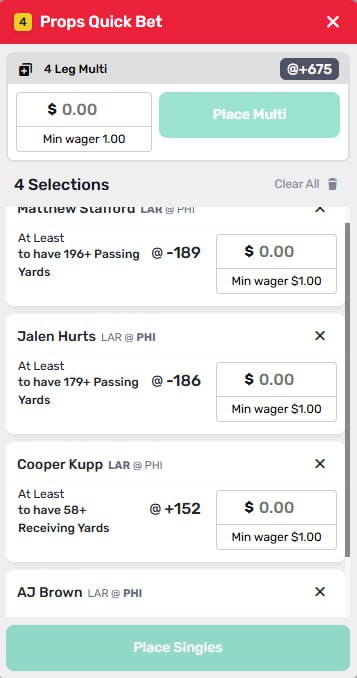 4 Props Quick Bet ✕
4 Leg Multi @+675
$ 0.00 Place Multi
Min wager 1.00
4 Selections Clear All
Matthew Stafford LAR @ PHI ✕
At Least
to have 196+ Passing
Yards
@ -189
$ 0.00
Min wager $1.00
Jalen Hurts LAR @ PHI ✕
At Least
to have 179+ Passing
Yards
@ -186
$ 0.00
Min wager $1.00
Cooper Kupp LAR @ PHI ✕
At Least
to have 58+
Receiving Yards
@ +152
$ 0.00
Min wager $1.00
AJ Brown LAR @ PHI ✕
Place Singles